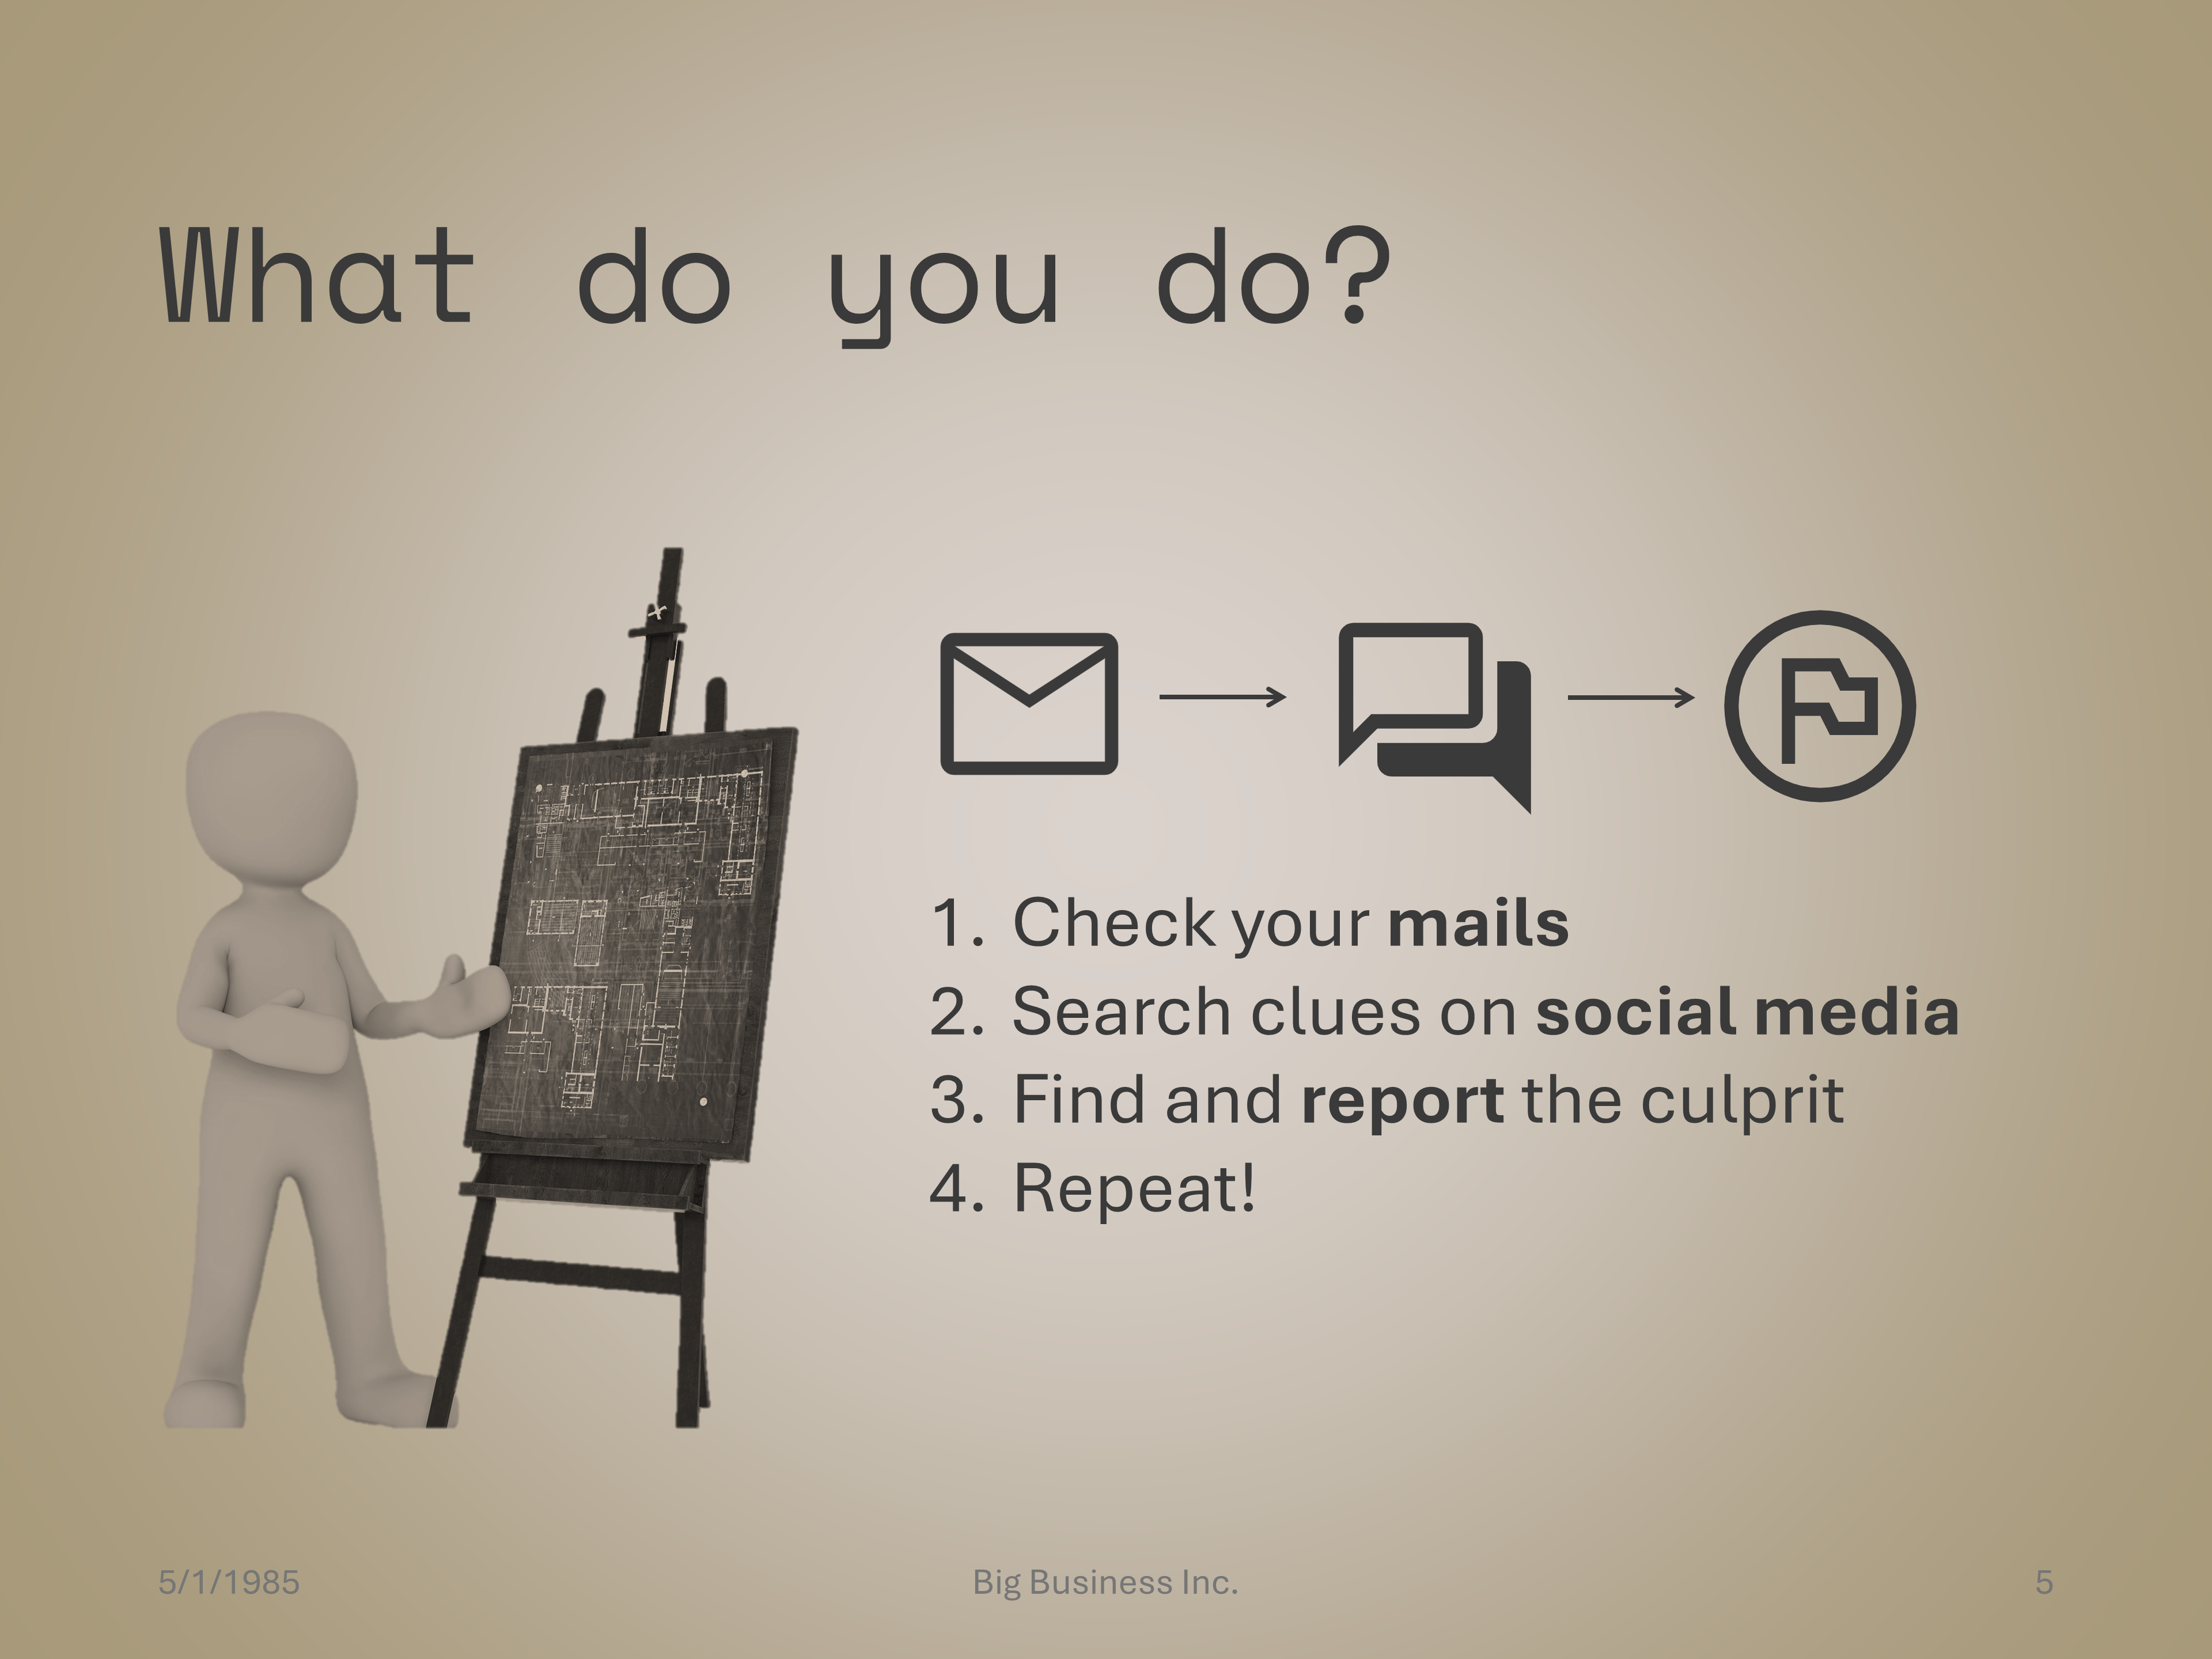 What do you do?
1. Check your mails
2. Search clues on social media
3. Find and report the culprit
4. Repeat!
5/1/1985
Big Business Inc.
5